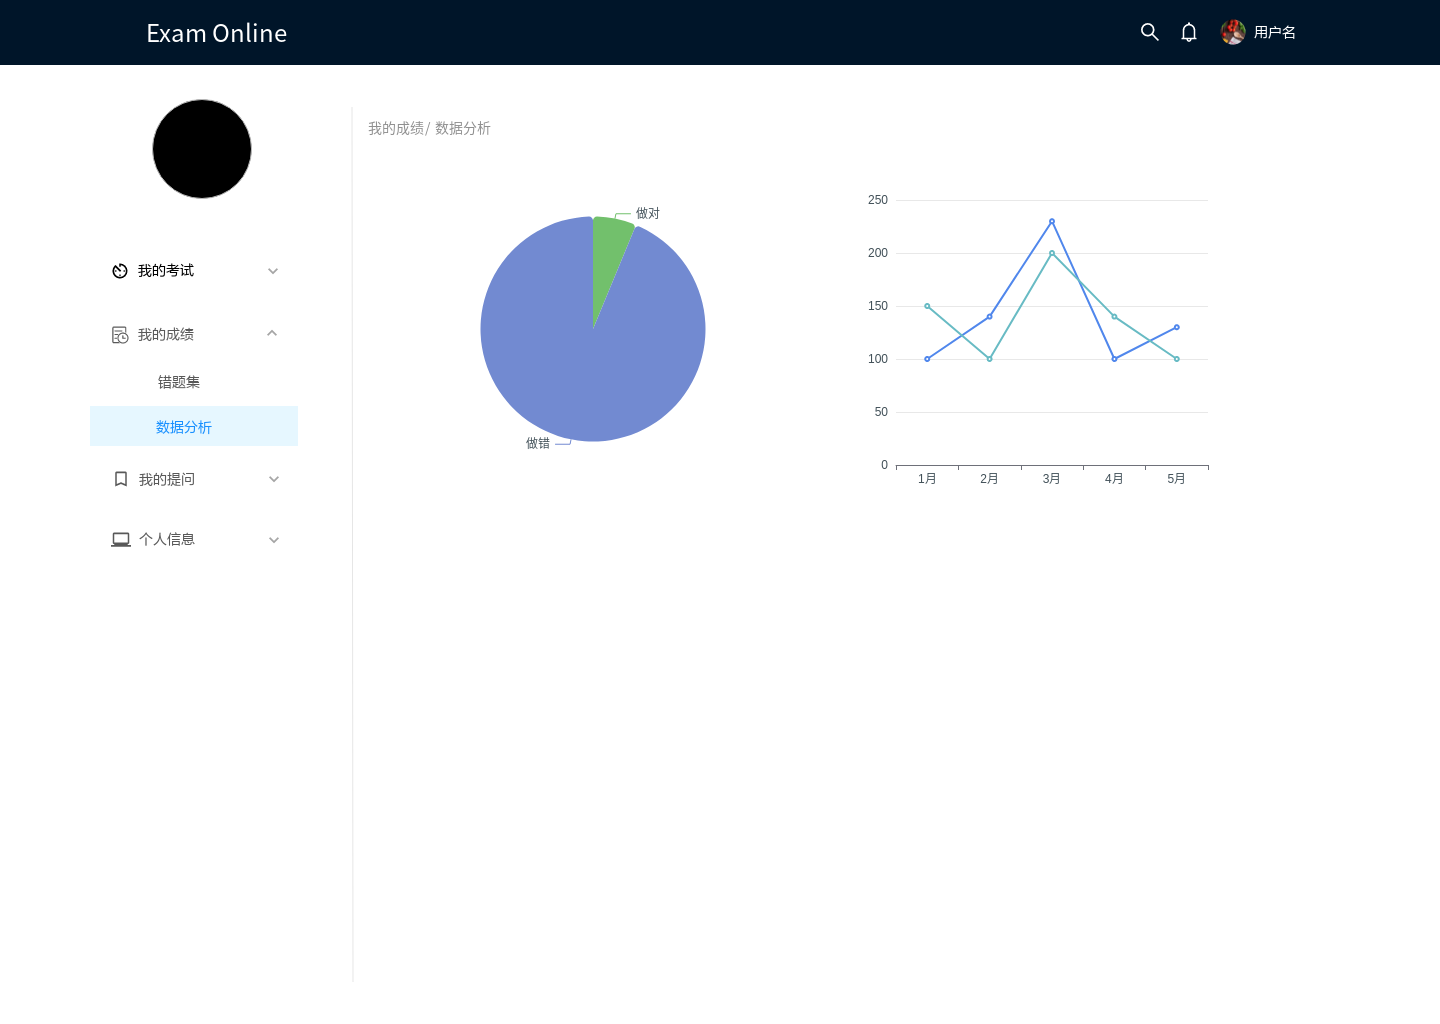 Exam Online
用户名
我的考试
我的成绩
错题集
数据分析
我的提问
个人信息
我的成绩/ 数据分析
做对
做错
250
200
150
100
50
0
1月 2月 3月 4月 5月